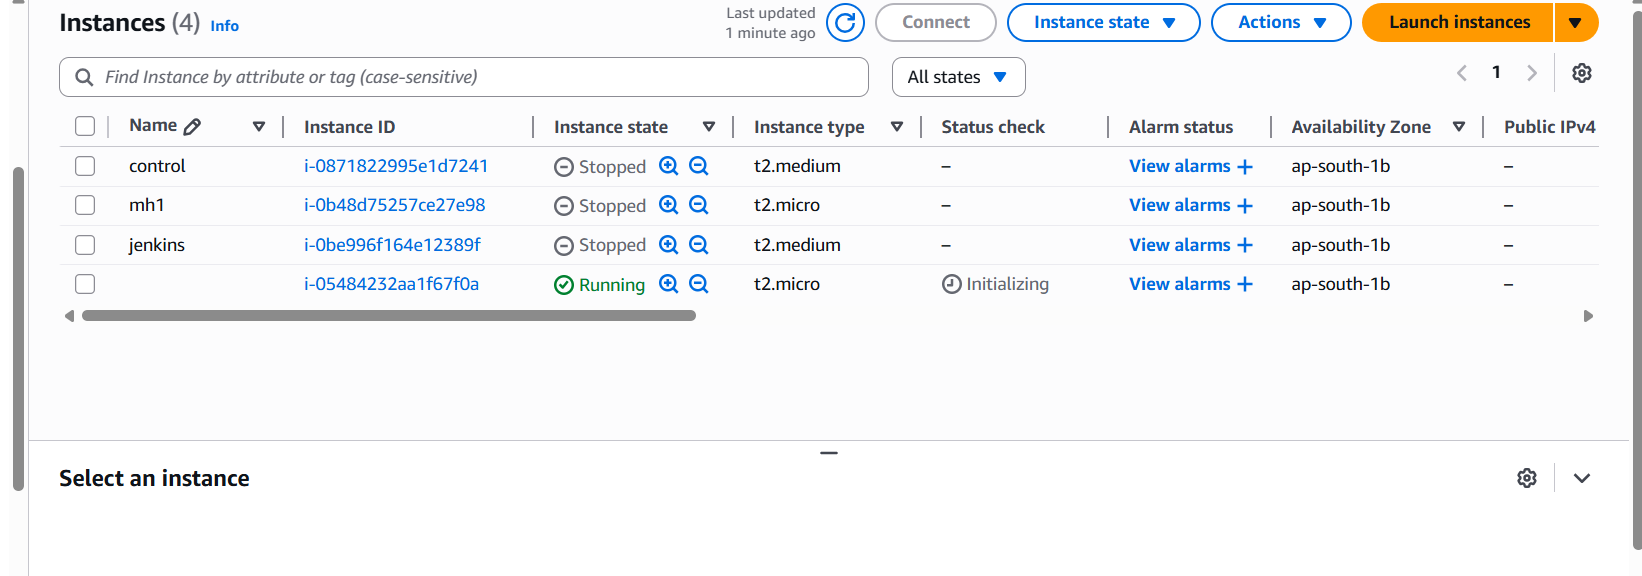 Instances (4) Info
Last updated
1 minute ago
Connect
Instance state
Actions
Launch instances
Find Instance by attribute or tag (case-sensitive)
All states
1
Name Instance ID Instance state Instance type Status check Alarm status Availability Zone Public IPv4
control i-0871822995e1d7241 Stopped t2.medium – View alarms + ap-south-1b –
mh1 i-0b48d75257ce27e98 Stopped t2.micro – View alarms + ap-south-1b –
jenkins i-0be996f164e12389f Stopped t2.medium – View alarms + ap-south-1b –
i-05484232aa1f67f0a Running t2.micro Initializing View alarms + ap-south-1b –
Select an instance